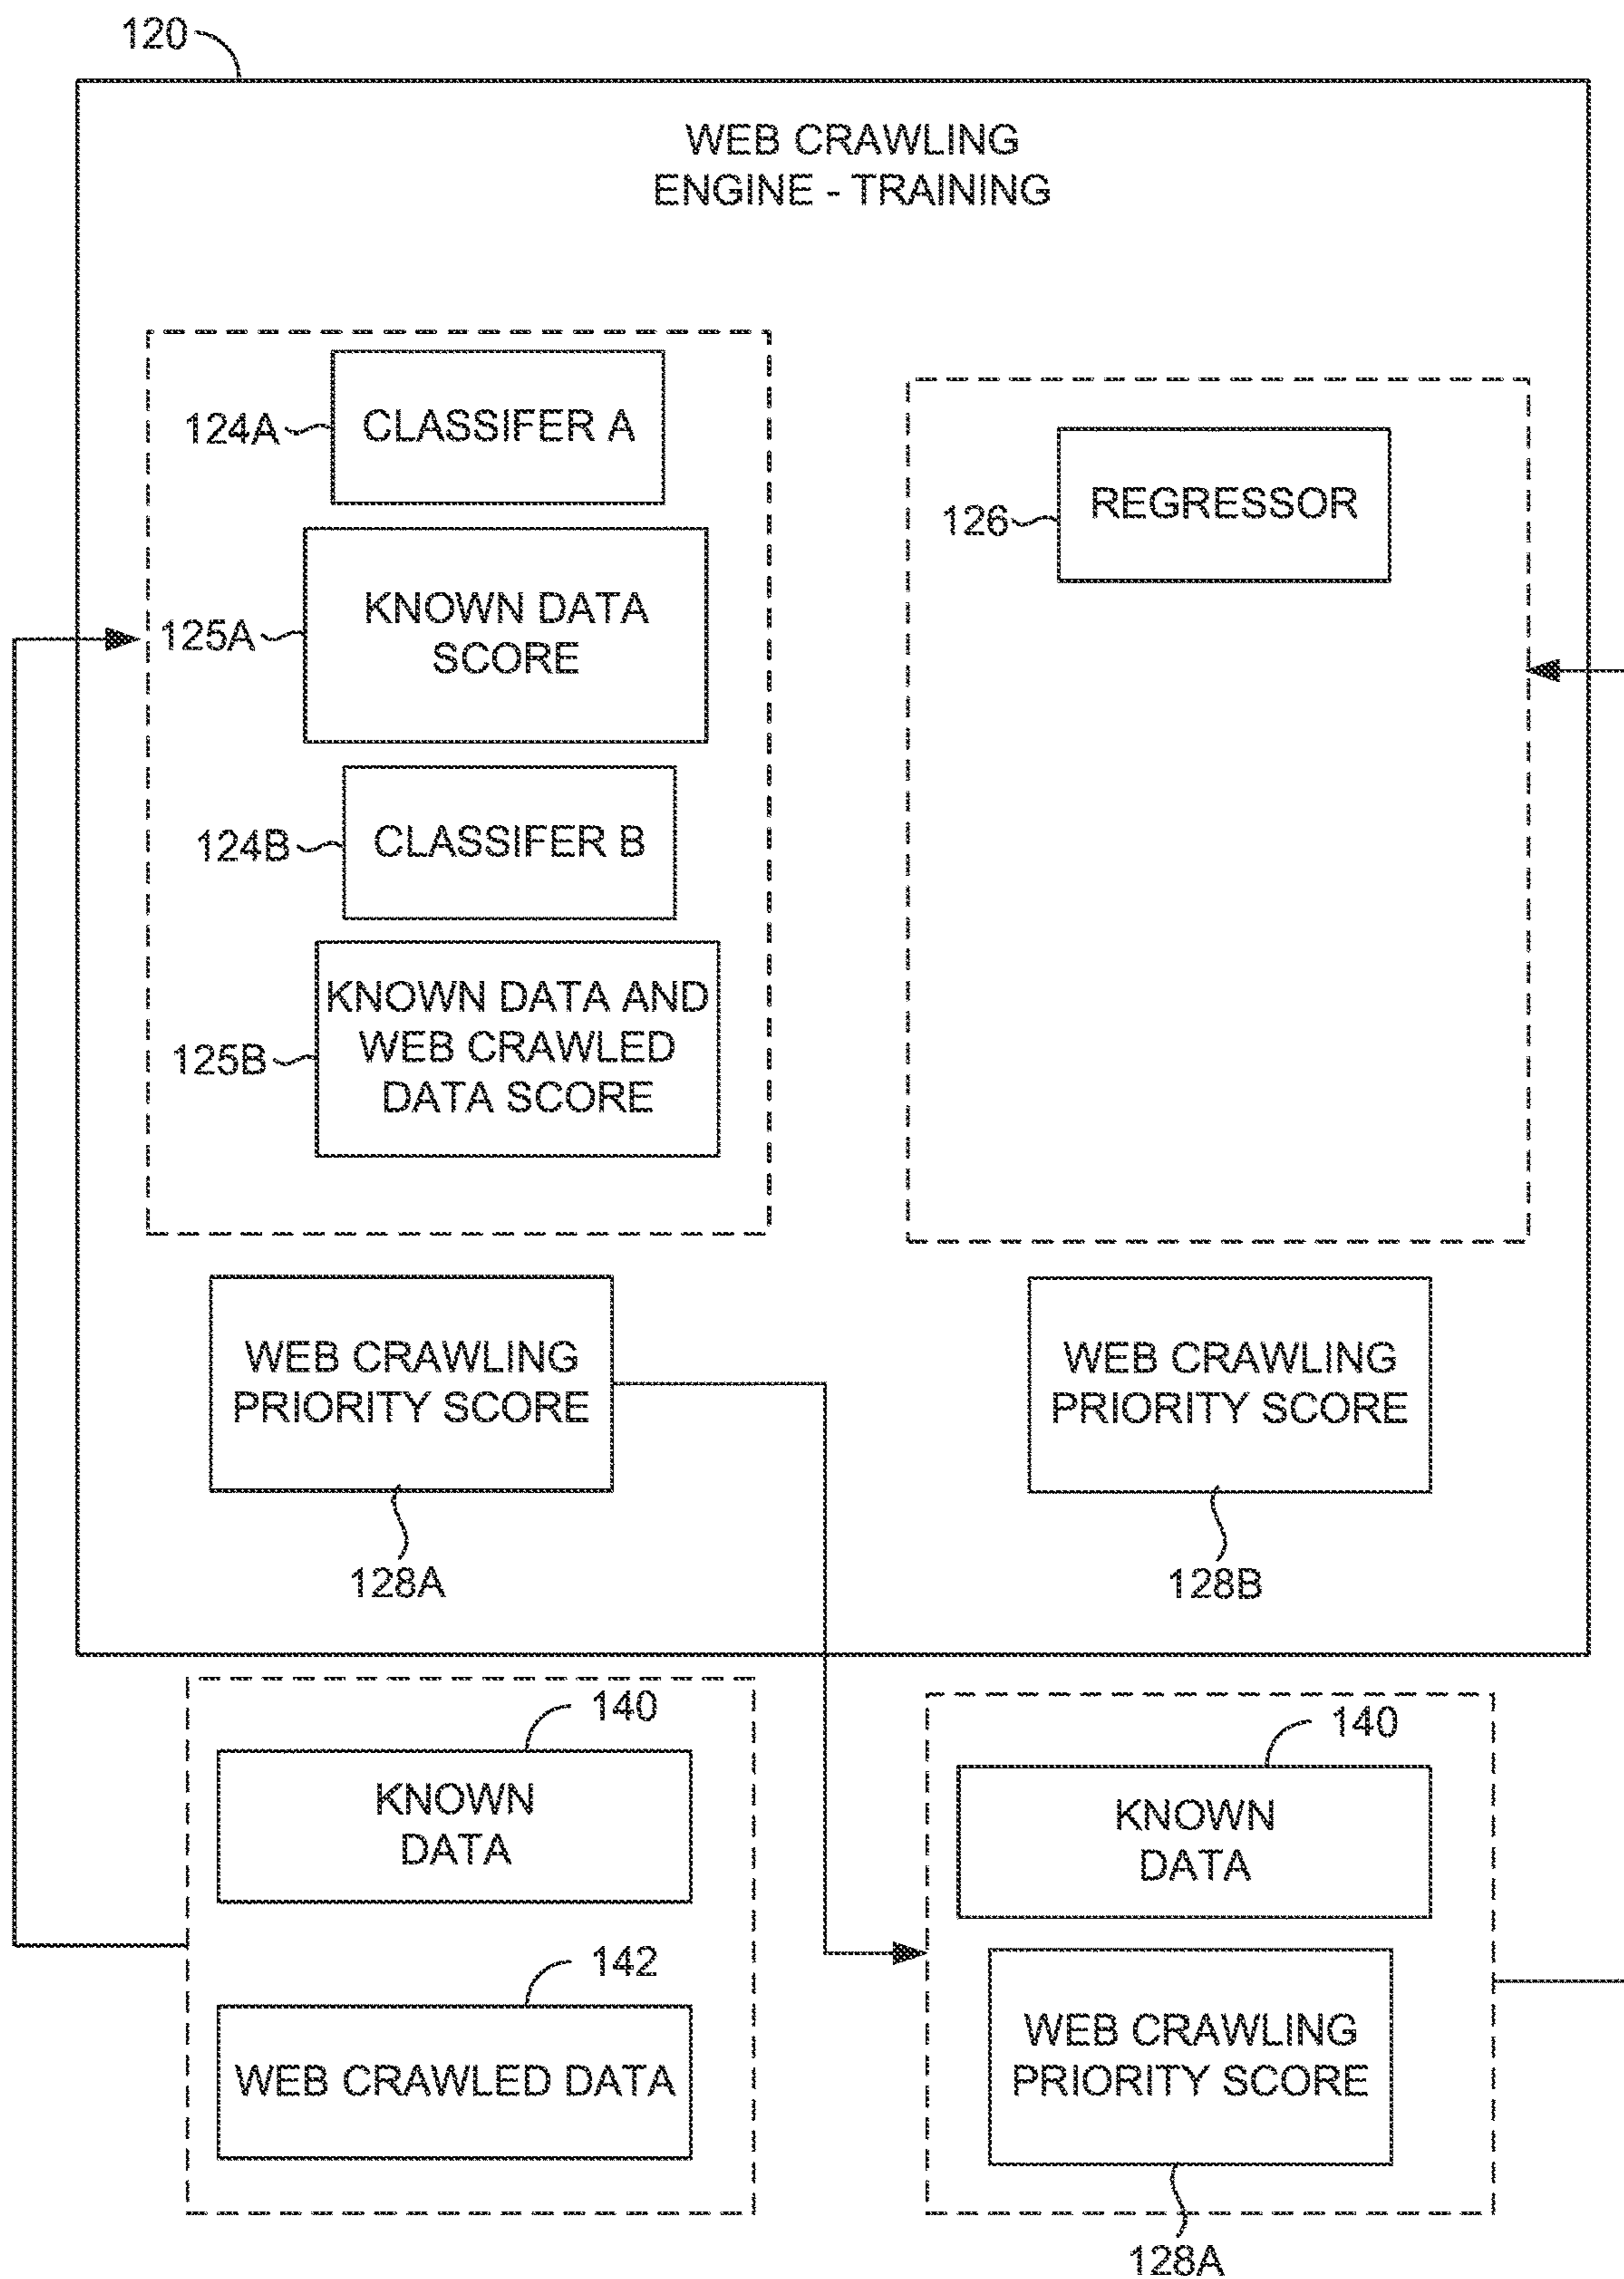 120
WEB CRAWLING
ENGINE - TRAINING
124A
CLASSIFER A
125A
KNOWN DATA
SCORE
124B
CLASSIFER B
125B
KNOWN DATA AND
WEB CRAWLED
DATA SCORE
126
REGRESSOR
WEB CRAWLING
PRIORITY SCORE
128A
WEB CRAWLING
PRIORITY SCORE
128B
140
KNOWN
DATA
142
WEB CRAWLED DATA
140
KNOWN
DATA
WEB CRAWLING
PRIORITY SCORE
128A